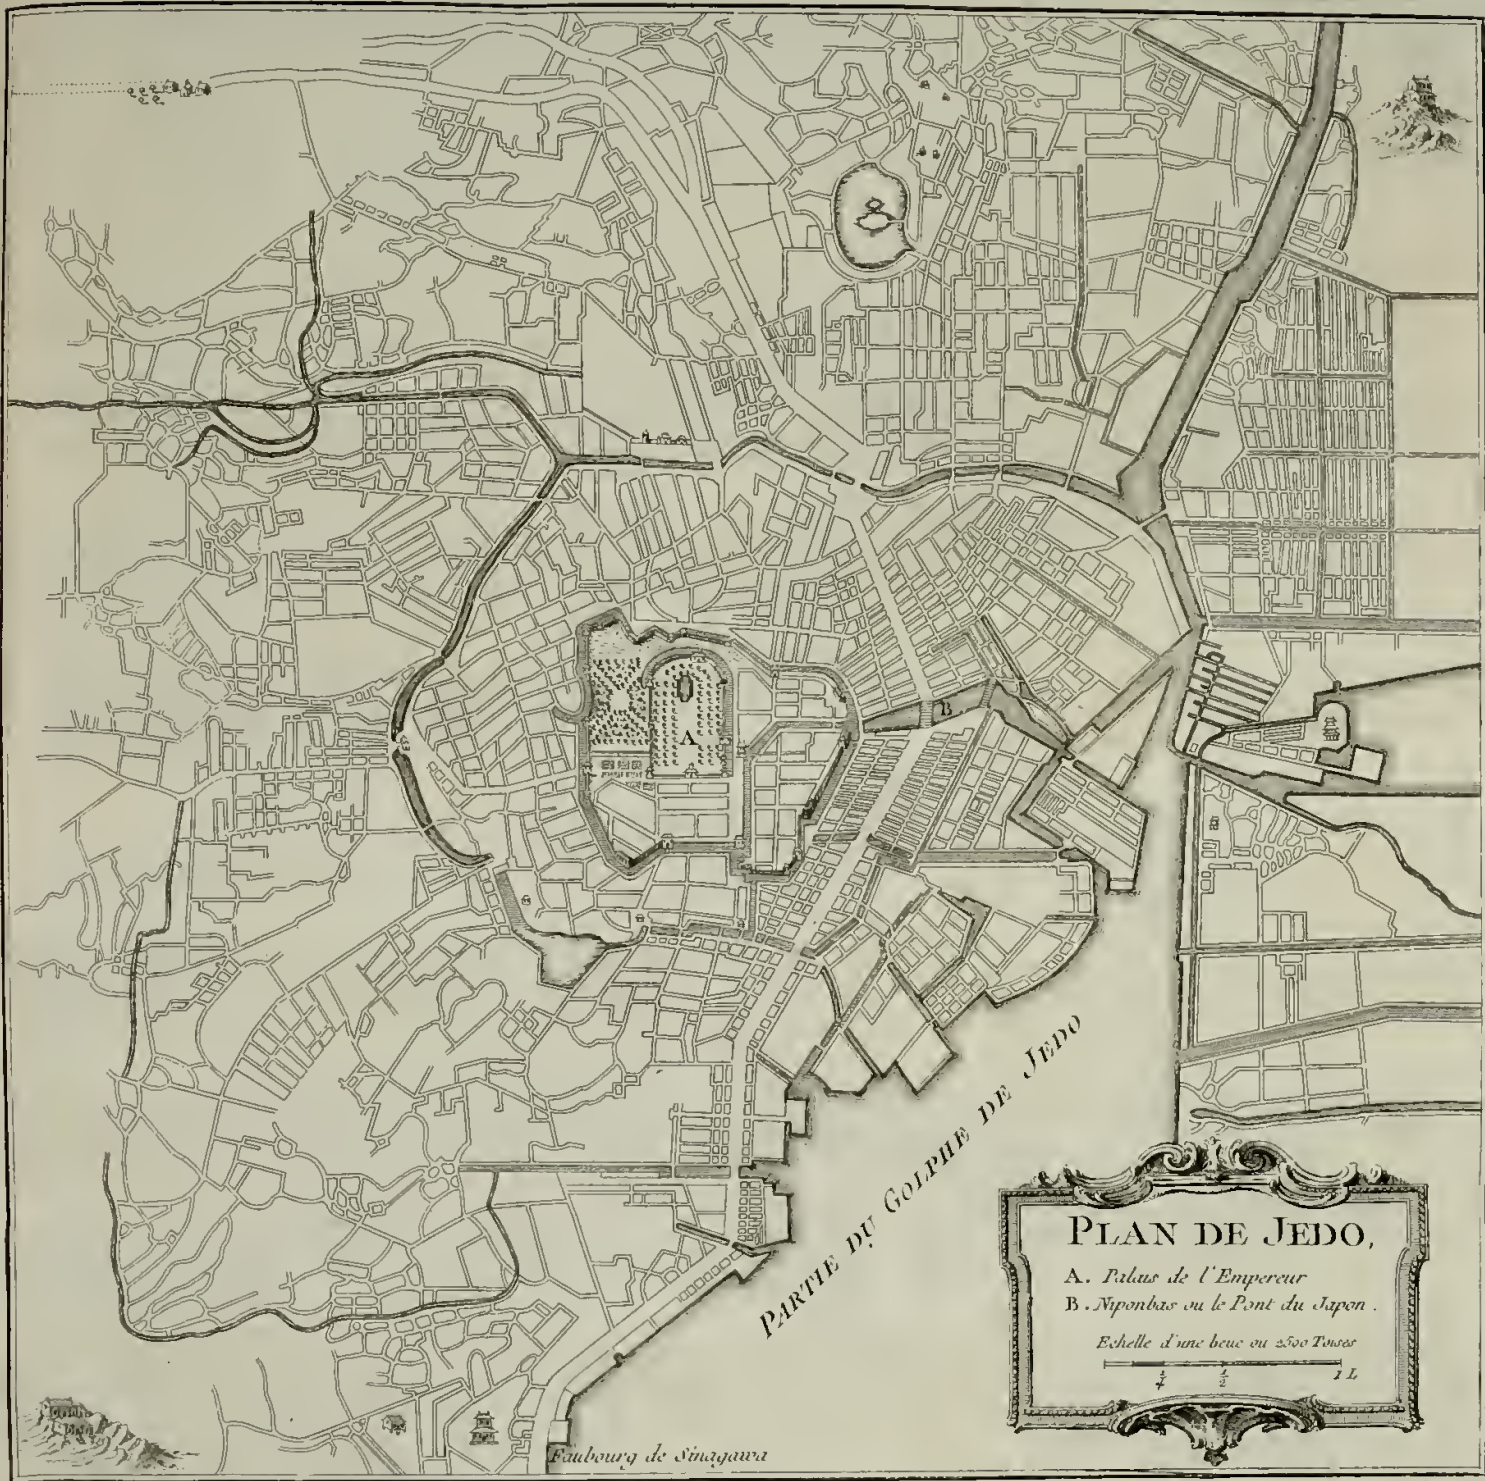 A
B
PARTIE DU GOLPHE DE JEDO
PLAN DE JEDO,
A. Palais de l'Empereur
B. Niponbas ou le Pont du Japon.
Echelle d'une lieue ou 2500 Toises
1/4 1/2 1 L
Faubourg de Sinagawa